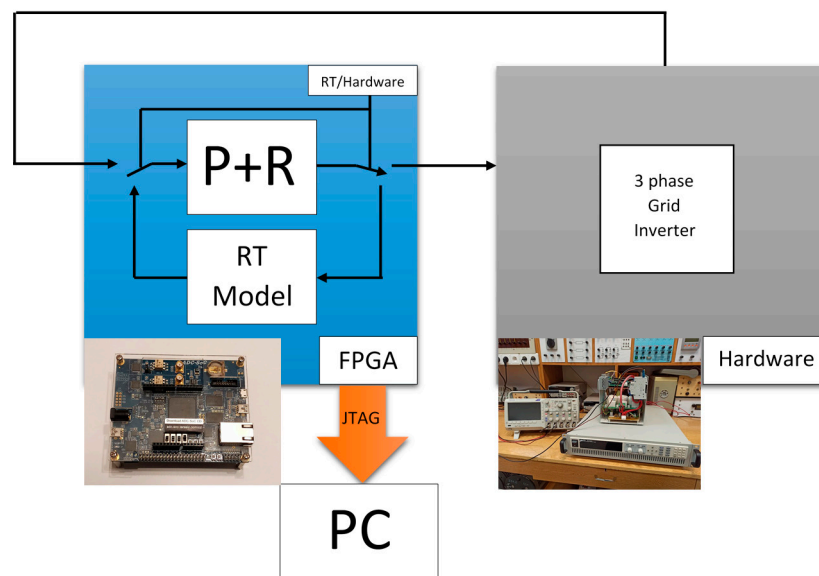 RT/Hardware
P+R
RT
Model
FPGA
JTAG
PC
3 phase
Grid
Inverter
Hardware